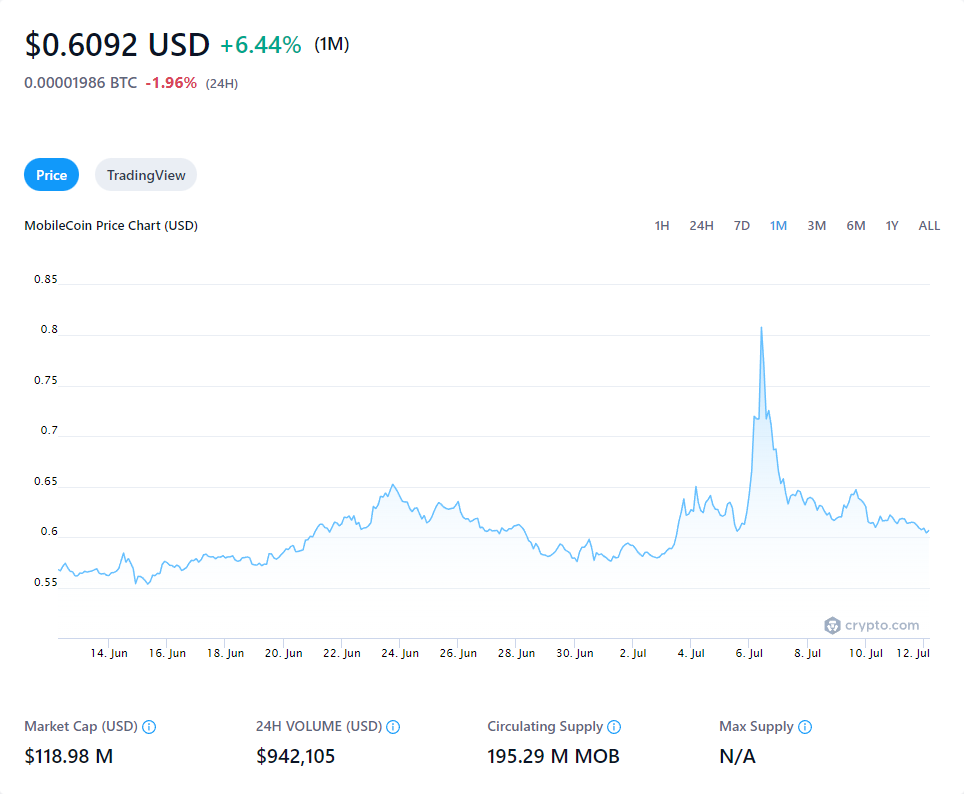 $0.6092 USD +6.44% (1M)
0.00001986 BTC -1.96% (24H)
Price TradingView
MobileCoin Price Chart (USD) 1H 24H 7D 1M 3M 6M 1Y ALL
0.85
0.8
0.75
0.7
0.65
0.6
0.55
crypto.com
14. Jun 16. Jun 18. Jun 20. Jun 22. Jun 24. Jun 26. Jun 28. Jun 30. Jun 2. Jul 4. Jul 6. Jul 8. Jul 10. Jul 12. Jul
Market Cap (USD) 24H VOLUME (USD) Circulating Supply Max Supply
$118.98 M $942,105 195.29 M MOB N/A